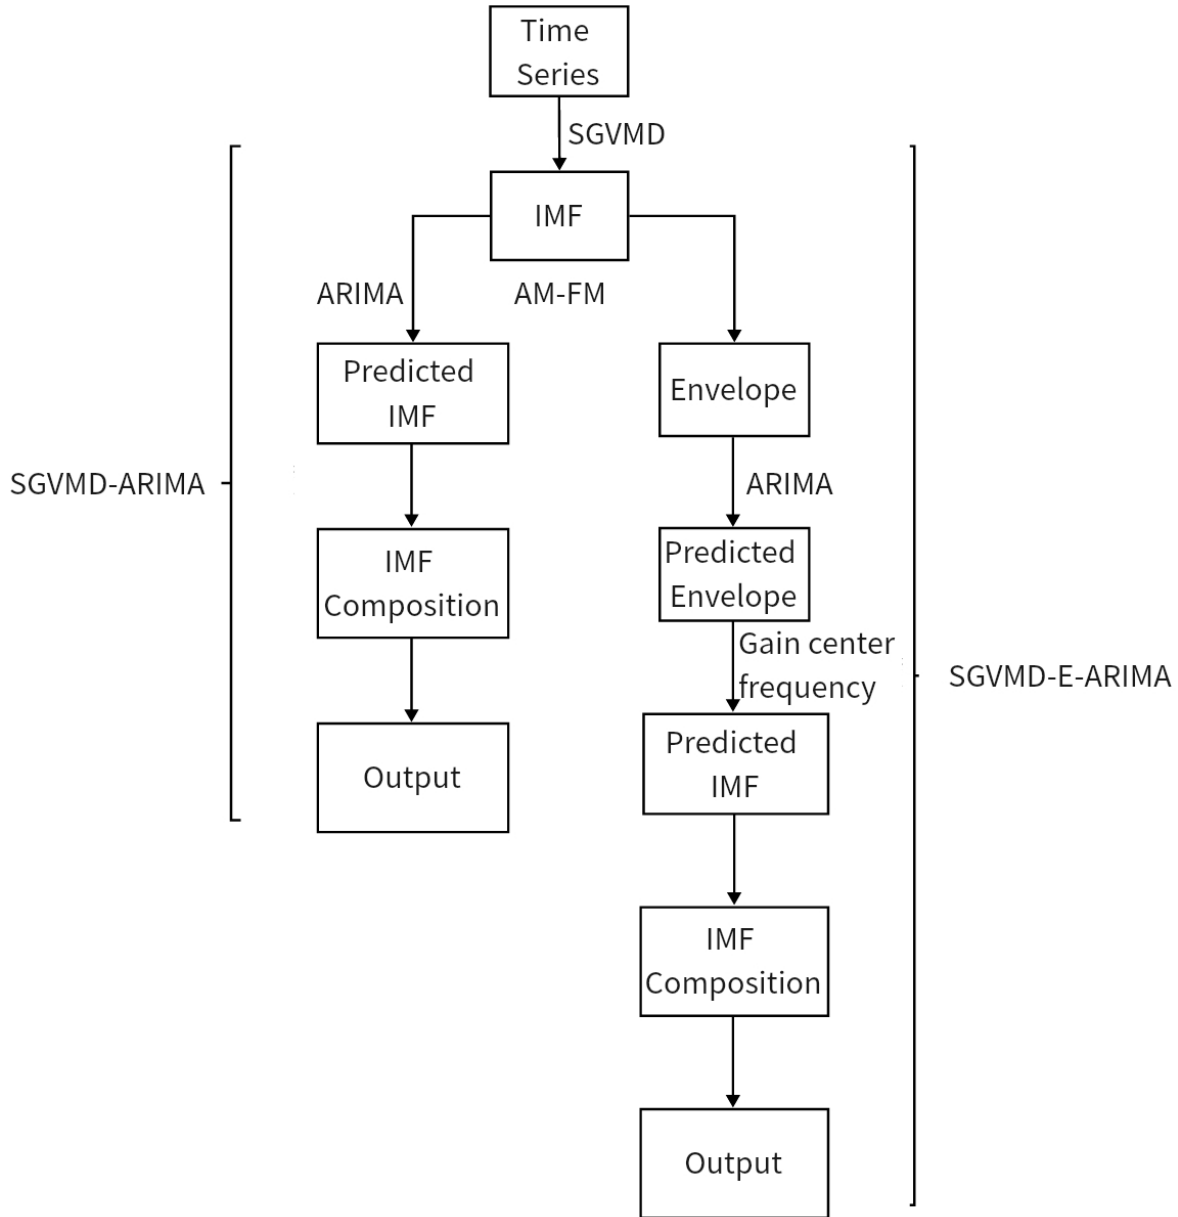 Time
Series
SGVMD
IMF
ARIMA
AM-FM
Predicted
IMF
Envelope
SGVMD-ARIMA
ARIMA
IMF
Composition
Predicted
Envelope
Gain center
frequency
SGVMD-E-ARIMA
Output
Predicted
IMF
IMF
Composition
Output